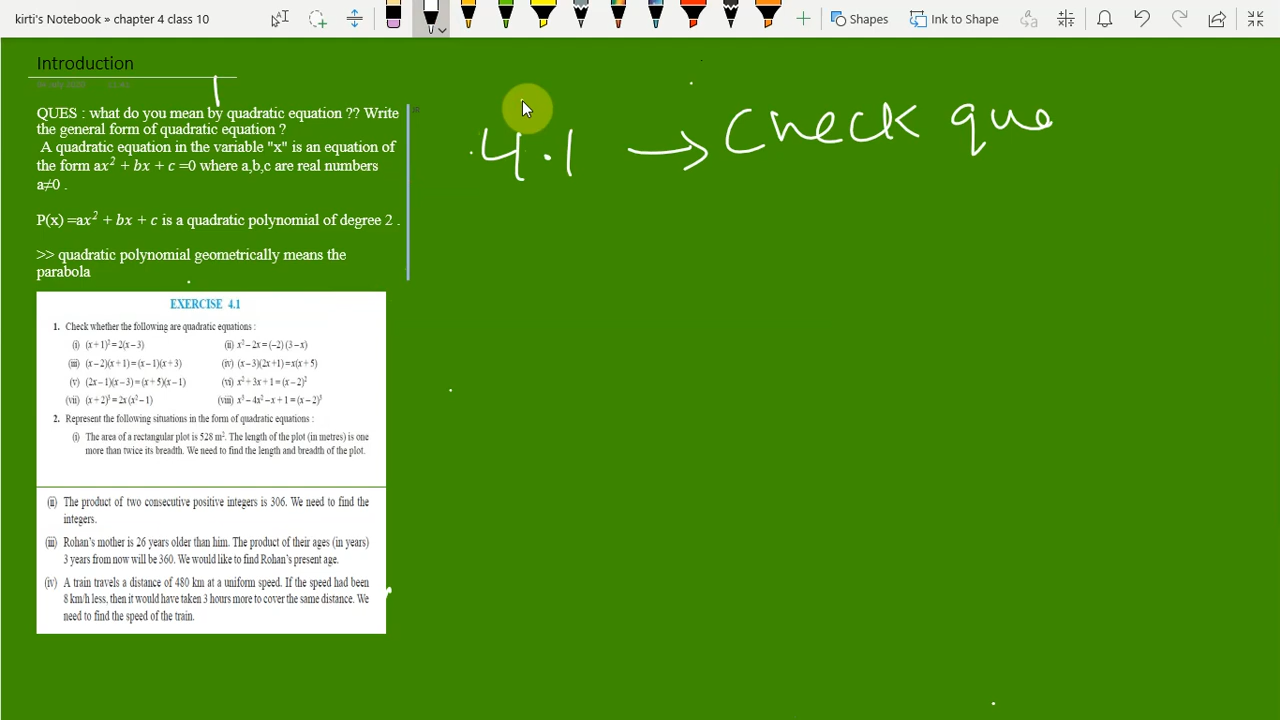 kirti's Notebook » chapter 4 class 10
Shapes
Ink to Shape
Introduction
QUES : what do you mean by quadratic equation ?? Write
the general form of quadratic equation ?
A quadratic equation in the variable "x" is an equation of
the form ax² + bx + c =0 where a,b,c are real numbers
a≠0 .
P(x) =ax² + bx + c is a quadratic polynomial of degree 2 .
>> quadratic polynomial geometrically means the
parabola
4.1 → Check que
EXERCISE 4.1
1. Check whether the following are quadratic equations :
(i) (x + 1)² = 2(x – 3) (ii) x² – 2x = (–2) (3 – x)
(iii) (x – 2)(x + 1) = (x – 1)(x + 3) (iv) (x – 3)(2x +1) = x(x + 5)
(v) (2x – 1)(x – 3) = (x + 5)(x – 1) (vi) x² + 3x + 1 = (x – 2)²
(vii) (x + 2)³ = 2x (x² – 1) (viii) x³ – 4x² – x + 1 = (x – 2)³
2. Represent the following situations in the form of quadratic equations :
(i) The area of a rectangular plot is 528 m². The length of the plot (in metres) is one
more than twice its breadth. We need to find the length and breadth of the plot.
(ii) The product of two consecutive positive integers is 306. We need to find the
integers.
(iii) Rohan's mother is 26 years older than him. The product of their ages (in years)
3 years from now will be 360. We would like to find Rohan's present age.
(iv) A train travels a distance of 480 km at a uniform speed. If the speed had been
8 km/h less, then it would have taken 3 hours more to cover the same distance. We
need to find the speed of the train.